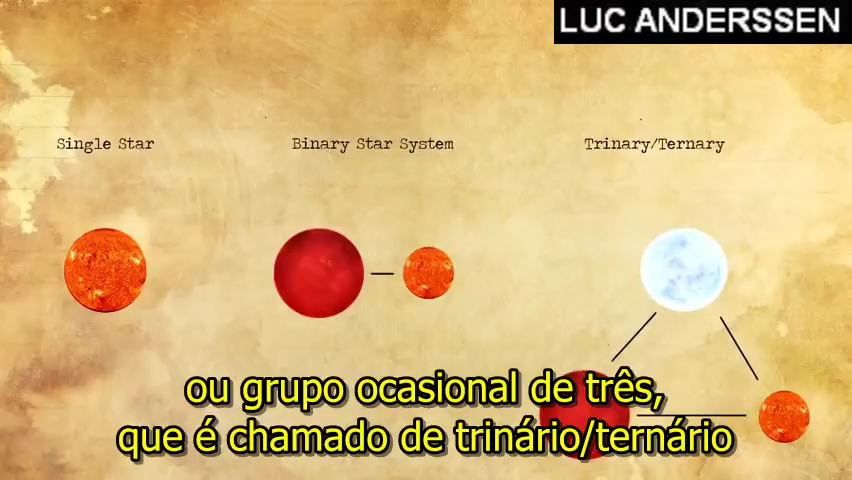 LUC ANDERSSEN
Single Star
Binary Star System
Trinary/Ternary
ou grupo ocasional de três,
que é chamado de trinário/ternário